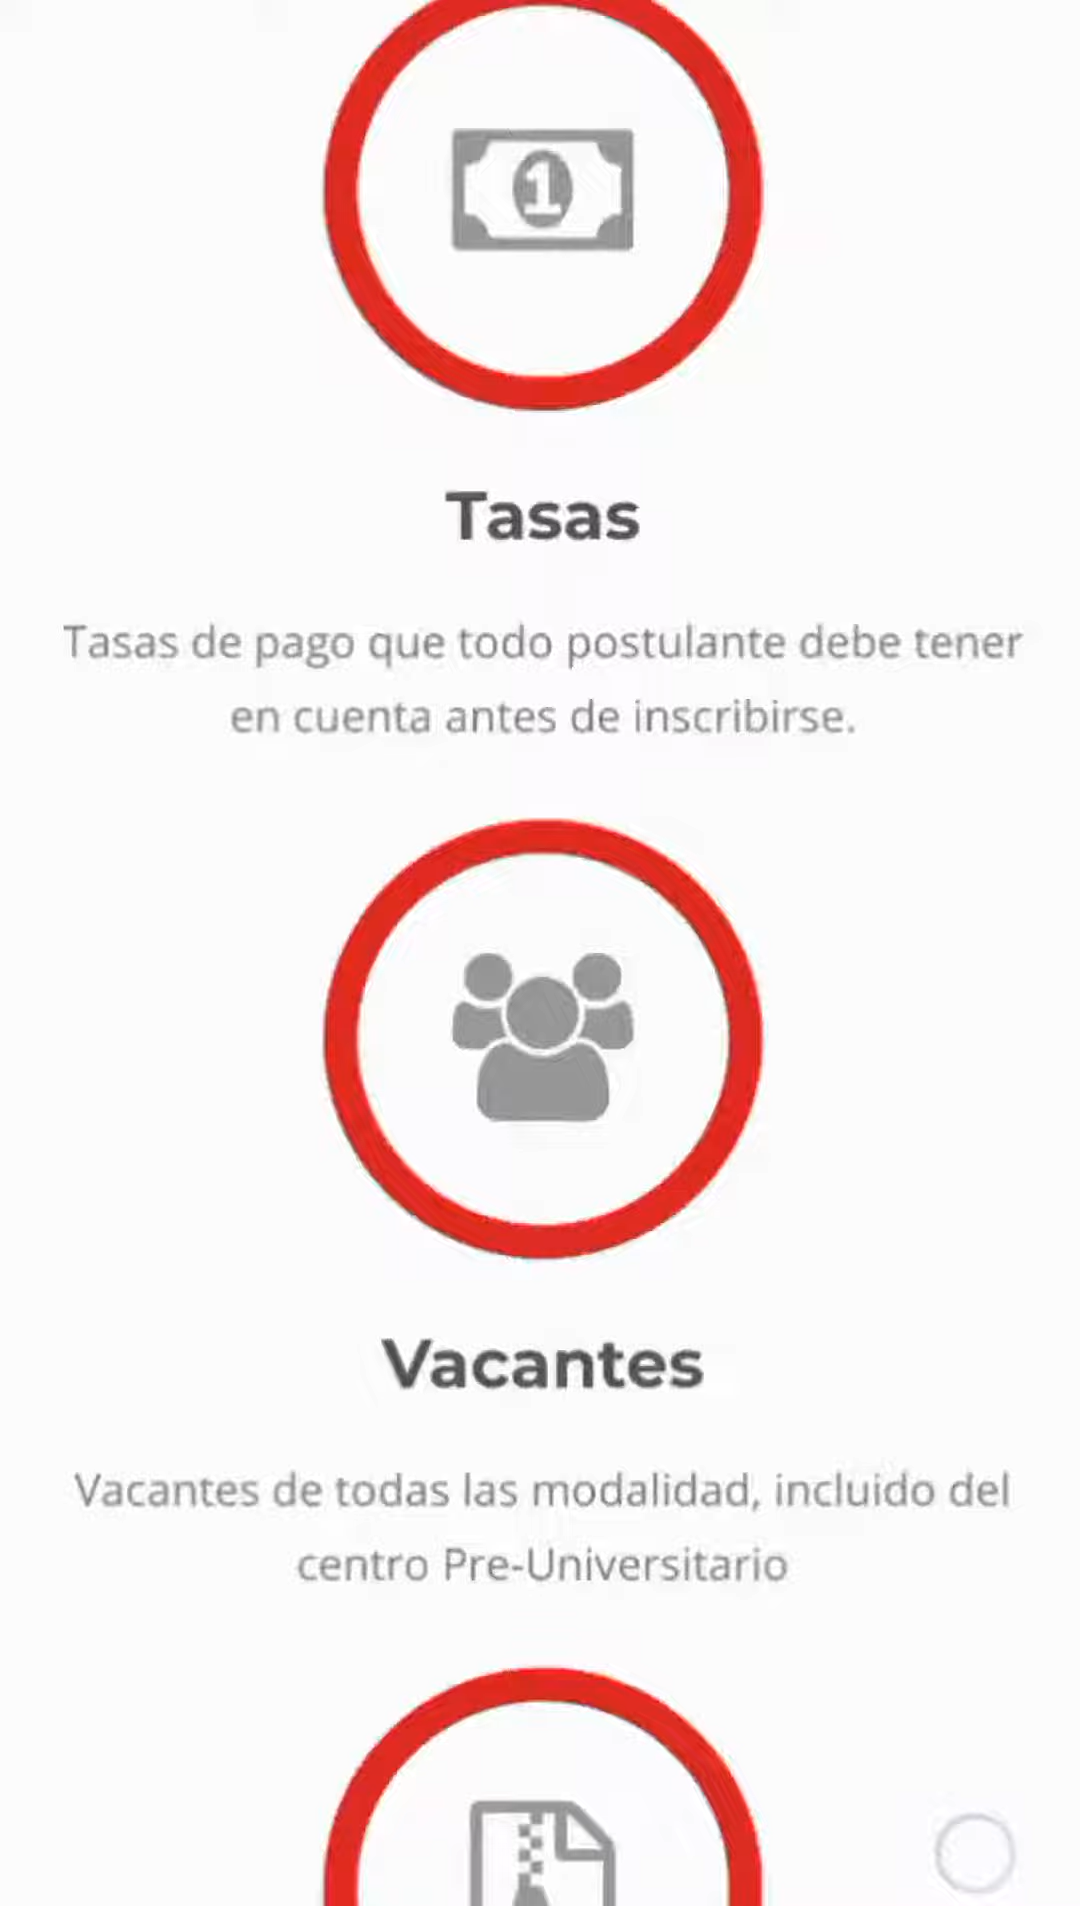 1
Tasas
Tasas de pago que todo postulante debe tener
en cuenta antes de inscribirse.
Vacantes
Vacantes de todas las modalidad, incluido del
centro Pre-Universitario